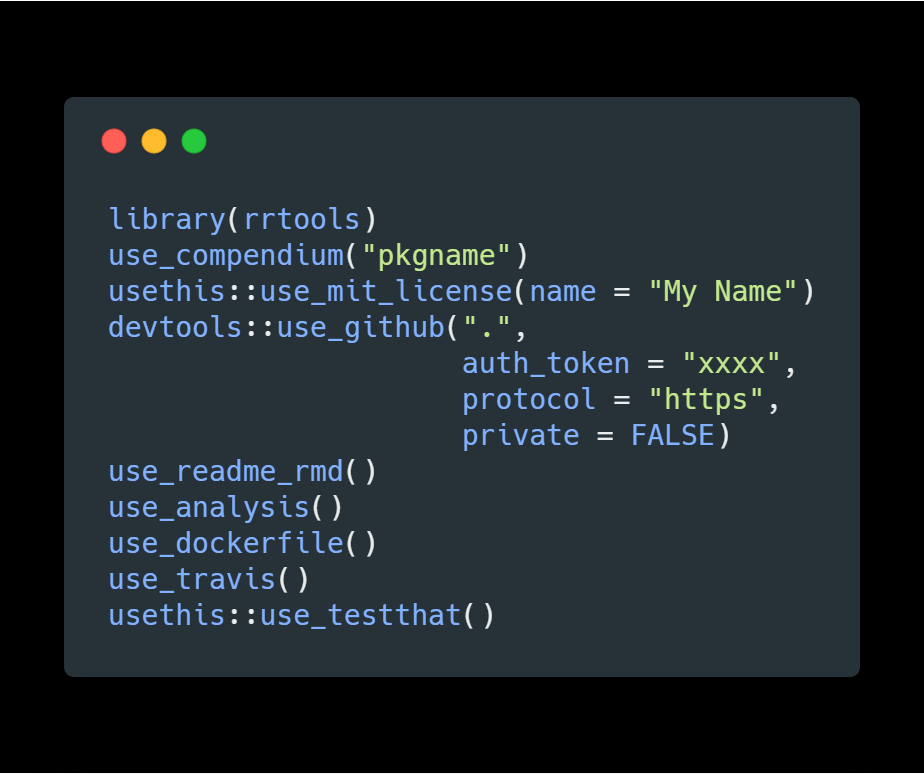 library(rrtools)
use_compendium("pkgname")
usethis::use_mit_license(name = "My Name")
devtools::use_github(".",
                     auth_token = "xxxx",
                     protocol = "https",
                     private = FALSE)
use_readme_rmd()
use_analysis()
use_dockerfile()
use_travis()
usethis::use_testthat()